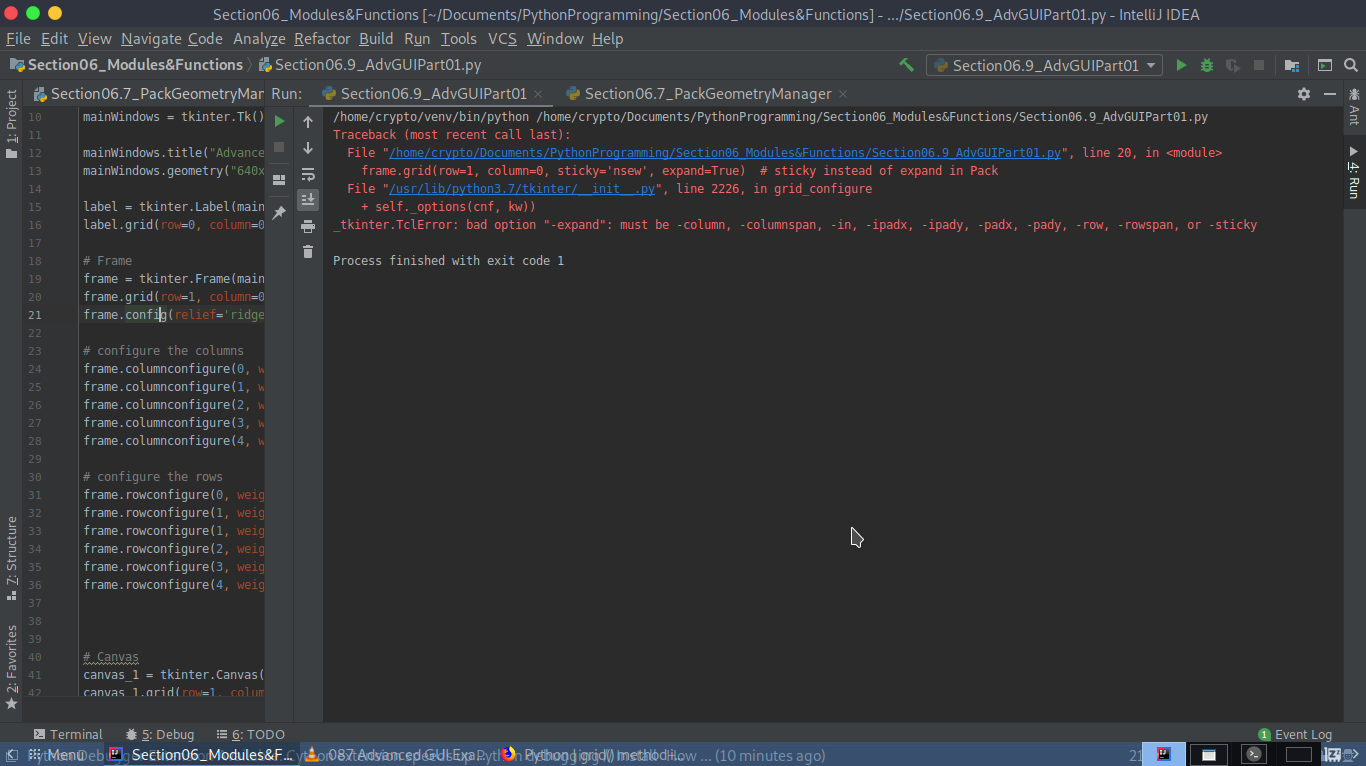 Section06_Modules&Functions [~/Documents/PythonProgramming/Section06_Modules&Functions] - .../Section06.9_AdvGUIPart01.py - IntelliJ IDEA
File Edit View Navigate Code Analyze Refactor Build Run Tools VCS Window Help
Section06_Modules&Functions Section06.9_AdvGUIPart01.py Section06.9_AdvGUIPart01
1: Project
7: Structure
2: Favorites
Section06.7_PackGeometryMar
10 mainWindows = tkinter.Tk()
11
12 mainWindows.title("Advance
13 mainWindows.geometry("640x
14
15 label = tkinter.Label(main
16 label.grid(row=0, column=0
17
18 # Frame
19 frame = tkinter.Frame(main
20 frame.grid(row=1, column=0
21 frame.config(relief='ridge
22
23 # configure the columns
24 frame.columnconfigure(0, w
25 frame.columnconfigure(1, w
26 frame.columnconfigure(2, w
27 frame.columnconfigure(3, w
28 frame.columnconfigure(4, w
29
30 # configure the rows
31 frame.rowconfigure(0, weig
32 frame.rowconfigure(1, weig
33 frame.rowconfigure(1, weig
34 frame.rowconfigure(2, weig
35 frame.rowconfigure(3, weig
36 frame.rowconfigure(4, weig
37
38
39
40 # Canvas
41 canvas_1 = tkinter.Canvas(
42 canvas_1.grid(row=1, colum
Run: Section06.9_AdvGUIPart01 Section06.7_PackGeometryManager
/home/crypto/venv/bin/python /home/crypto/Documents/PythonProgramming/Section06_Modules&Functions/Section06.9_AdvGUIPart01.py
Traceback (most recent call last):
File "/home/crypto/Documents/PythonProgramming/Section06_Modules&Functions/Section06.9_AdvGUIPart01.py", line 20, in <module>
frame.grid(row=1, column=0, sticky='nsew', expand=True)  # sticky instead of expand in Pack
File "/usr/lib/python3.7/tkinter/__init__.py", line 2226, in grid_configure
+ self._options(cnf, kw))
_tkinter.TclError: bad option "-expand": must be -column, -columnspan, -in, -ipadx, -ipady, -padx, -pady, -row, -rowspan, or -sticky
Process finished with exit code 1
Ant
4: Run
Terminal 5: Debug 6: TODO 1 Event Log
Menu Section06_Modules&F... 087 Advanced GUI Exa... Python | grid() method i... (10 minutes ago)